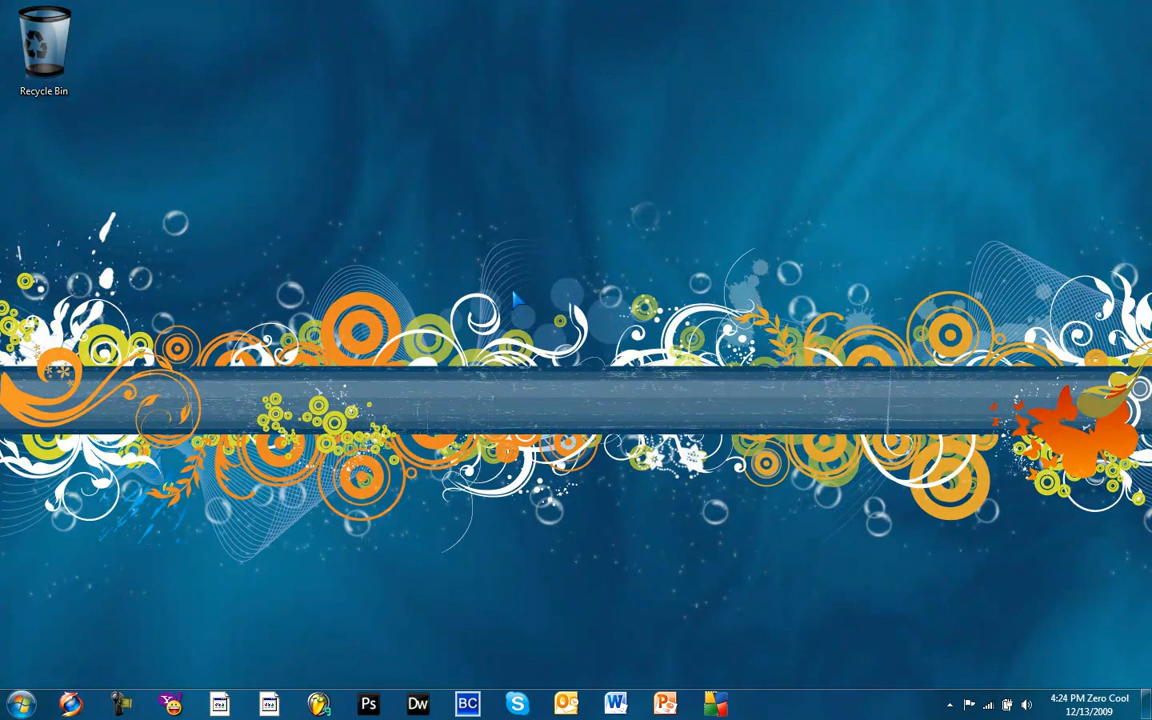 Recycle Bin
Ps
Dw
BC
4:24 PM Zero Cool
12/13/2009